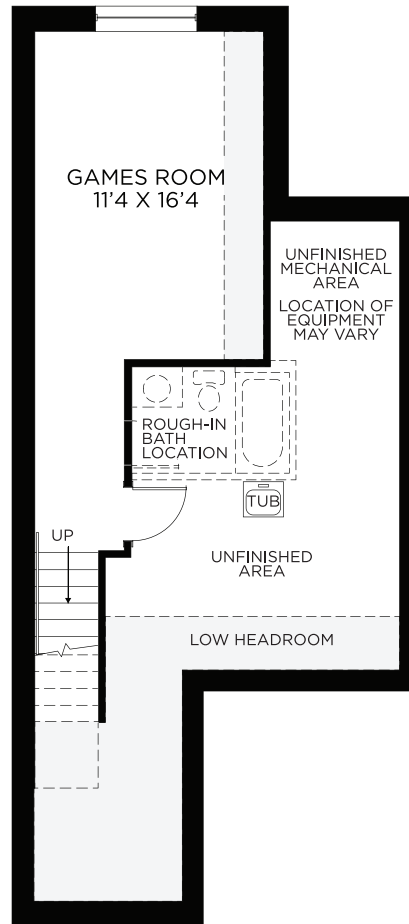 GAMES ROOM
11'4 X 16'4
UNFINISHED
MECHANICAL
AREA
LOCATION OF
EQUIPMENT
MAY VARY
ROUGH-IN
BATH
LOCATION
TUB
UP
UNFINISHED
AREA
LOW HEADROOM